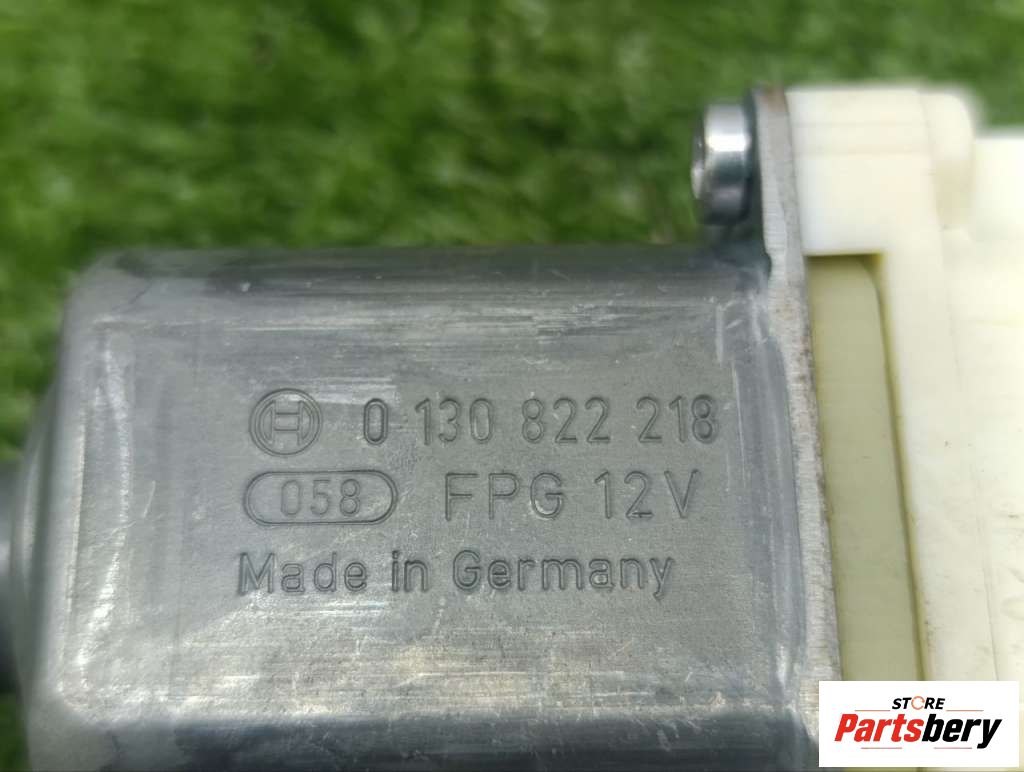 0 130 822 218
058 FPG 12V
Made in Germany
STORE
Partsbery